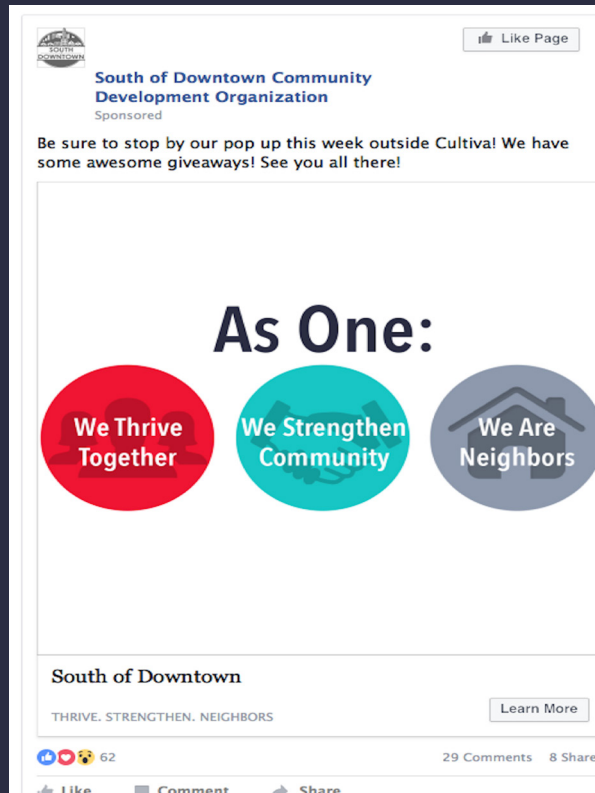 SOUTH
DOWNTOWN
Like Page
South of Downtown Community
Development Organization
Sponsored
Be sure to stop by our pop up this week outside Cultiva! We have
some awesome giveaways! See you all there!
As One:
We Thrive
Together
We Strengthen
Community
We Are
Neighbors
South of Downtown
THRIVE. STRENGTHEN. NEIGHBORS
Learn More
62
29 Comments 8 Share
Like Comment Share